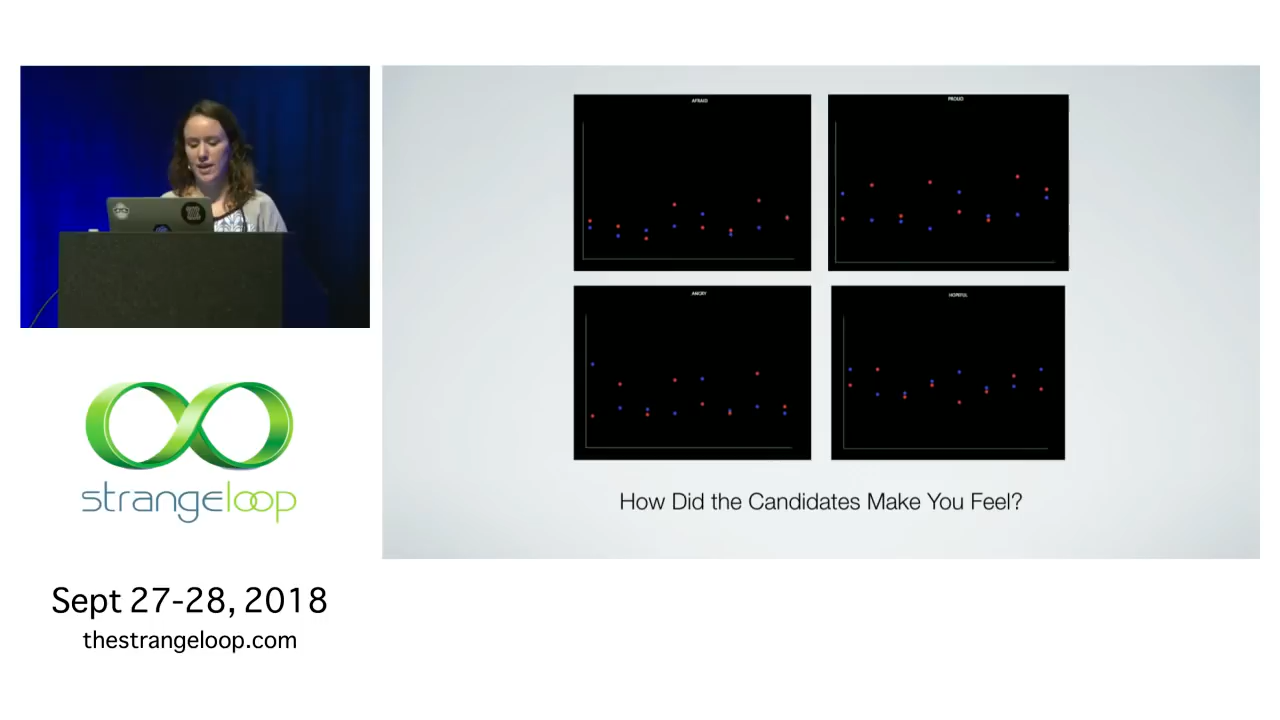 AFRAID
PROUD
ANGRY
HOPEFUL
How Did the Candidates Make You Feel?
strangeloop
Sept 27-28, 2018
thestrangeloop.com